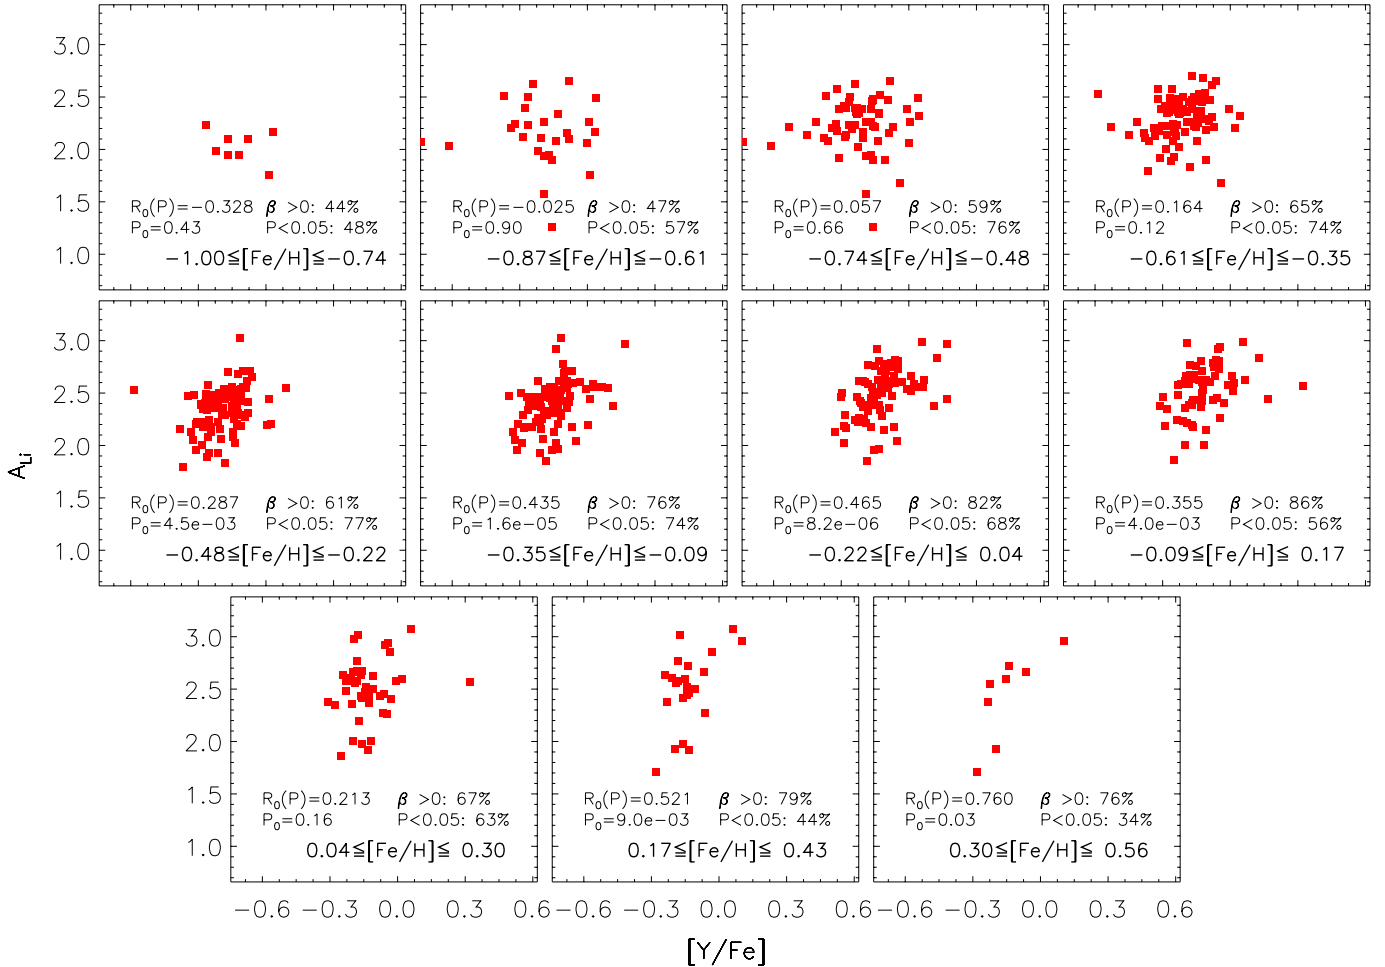 3.0
2.5
2.0
1.5
1.0
R₀(P)=−0.328 β >0: 44%
P₀=0.43 P<0.05: 48%
−1.00≦[Fe/H]≦−0.74
R₀(P)=−0.025 β >0: 47%
P₀=0.90 P<0.05: 57%
−0.87≦[Fe/H]≦−0.61
R₀(P)=0.057 β >0: 59%
P₀=0.66 P<0.05: 76%
−0.74≦[Fe/H]≦−0.48
R₀(P)=0.164 β >0: 65%
P₀=0.12 P<0.05: 74%
−0.61≦[Fe/H]≦−0.35
A_Li
3.0
2.5
2.0
1.5
1.0
R₀(P)=0.287 β >0: 61%
P₀=4.5e−03 P<0.05: 77%
−0.48≦[Fe/H]≦−0.22
R₀(P)=0.435 β >0: 76%
P₀=1.6e−05 P<0.05: 74%
−0.35≦[Fe/H]≦−0.09
R₀(P)=0.465 β >0: 82%
P₀=8.2e−06 P<0.05: 68%
−0.22≦[Fe/H]≦ 0.04
R₀(P)=0.355 β >0: 86%
P₀=4.0e−03 P<0.05: 56%
−0.09≦[Fe/H]≦ 0.17
3.0
2.5
2.0
1.5
1.0
R₀(P)=0.213 β >0: 67%
P₀=0.16 P<0.05: 63%
0.04≦[Fe/H]≦ 0.30
R₀(P)=0.521 β >0: 79%
P₀=9.0e−03 P<0.05: 44%
0.17≦[Fe/H]≦ 0.43
R₀(P)=0.760 β >0: 76%
P₀=0.03 P<0.05: 34%
0.30≦[Fe/H]≦ 0.56
−0.6 −0.3 0.0 0.3 −0.6 −0.3 0.0 0.3 −0.6 −0.3 0.0 0.3 0.6
[Y/Fe]